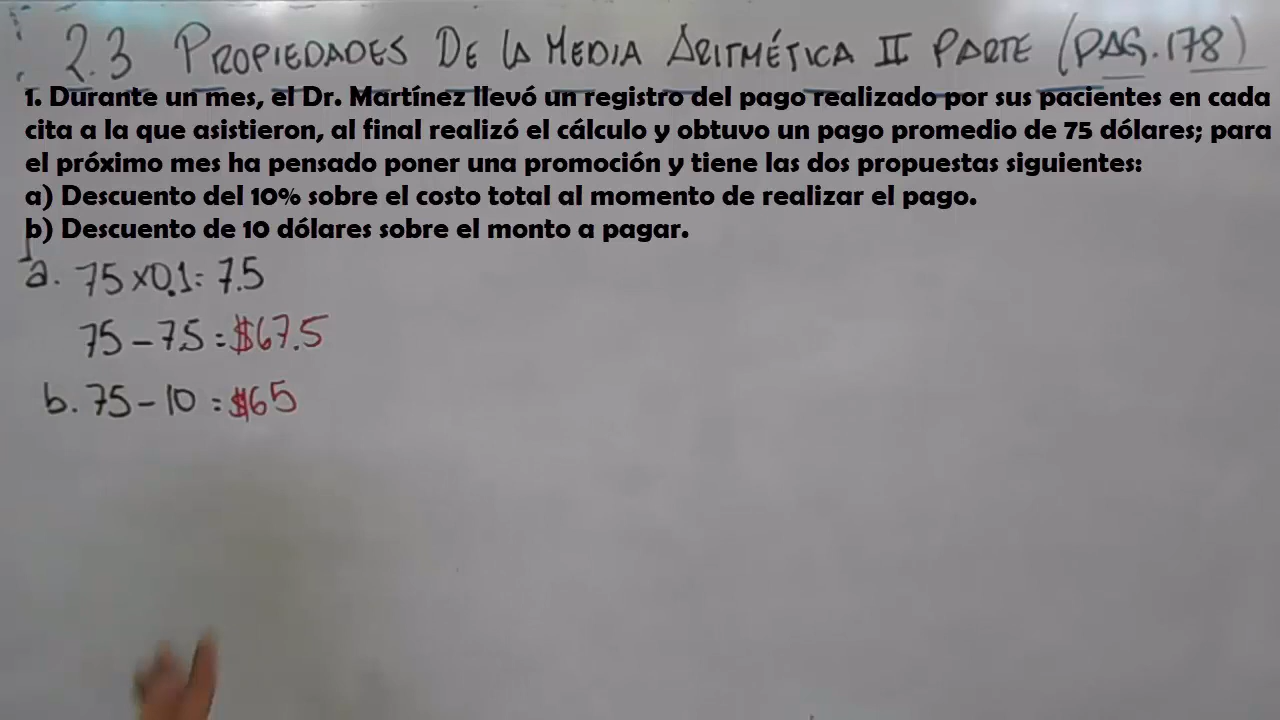 2.3 PROPIEDADES DE LA MEDIA ARITMÉTICA II PARTE (PAG. 178)
1. Durante un mes, el Dr. Martínez llevó un registro del pago realizado por sus pacientes en cada
cita a la que asistieron, al final realizó el cálculo y obtuvo un pago promedio de 75 dólares; para
el próximo mes ha pensado poner una promoción y tiene las dos propuestas siguientes:
a) Descuento del 10% sobre el costo total al momento de realizar el pago.
b) Descuento de 10 dólares sobre el monto a pagar.
a. 75 x 0.1 = 7.5
75 - 7.5 = $67.5
b. 75 - 10 = $65